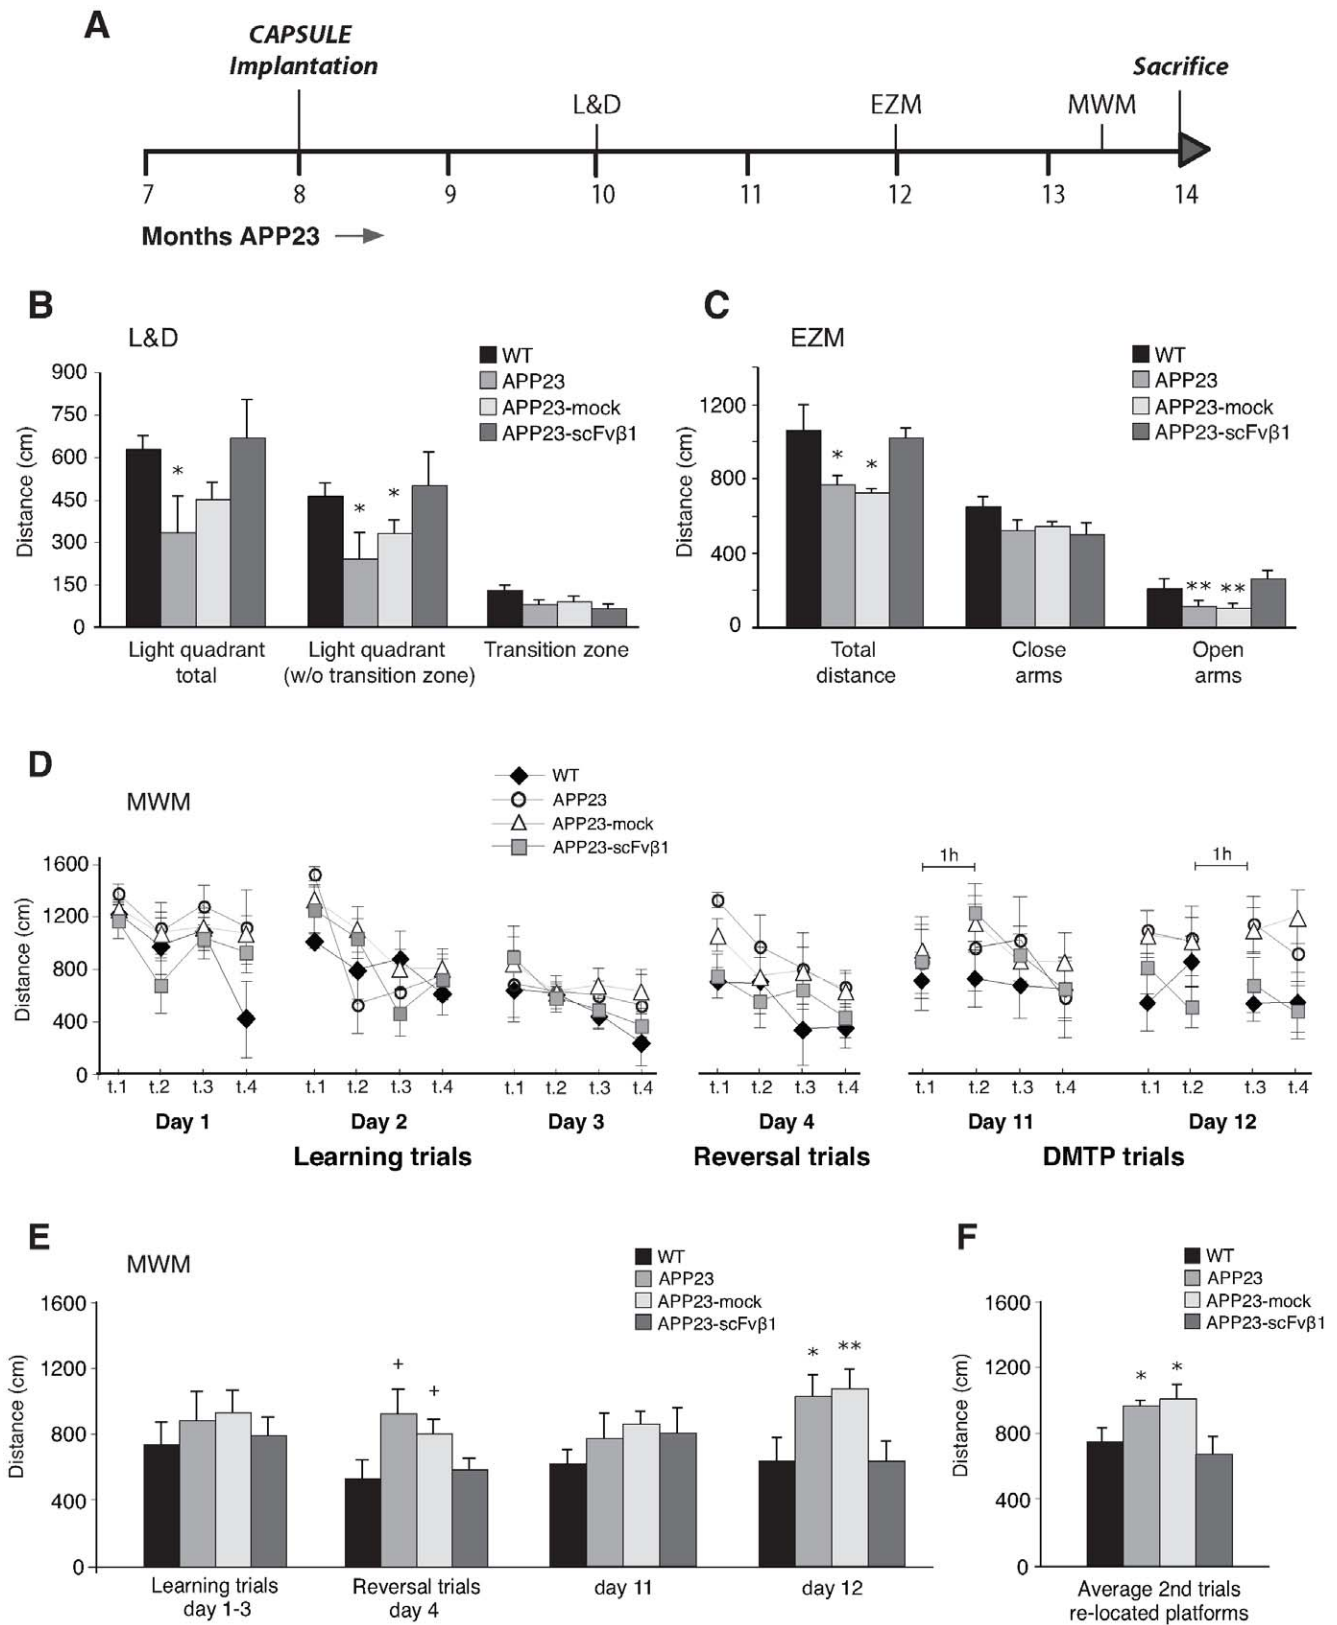 A
CAPSULE
Implantation
Sacrifice
L&D
EZM
MWM
7 8 9 10 11 12 13 14
Months APP23
B
L&D
WT
APP23
APP23-mock
APP23-scFvβ1
Distance (cm)
900
750
600
450
300
150
0
*
*
*
Light quadrant
total
Light quadrant
(w/o transition zone)
Transition zone
C
EZM
WT
APP23
APP23-mock
APP23-scFvβ1
Distance (cm)
1200
800
400
0
*
*
**
**
Total
distance
Close
arms
Open
arms
D
MWM
WT
APP23
APP23-mock
APP23-scFvβ1
Distance (cm)
1600
1200
800
400
0
1h
1h
t.1 t.2 t.3 t.4 t.1 t.2 t.3 t.4 t.1 t.2 t.3 t.4 t.1 t.2 t.3 t.4 t.1 t.2 t.3 t.4 t.1 t.2 t.3 t.4
Day 1 Day 2 Day 3 Day 4 Day 11 Day 12
Learning trials Reversal trials DMTP trials
E
MWM
WT
APP23
APP23-mock
APP23-scFvβ1
Distance (cm)
1600
1200
800
400
0
+
+
*
**
Learning trials
day 1-3
Reversal trials
day 4
day 11
day 12
F
WT
APP23
APP23-mock
APP23-scFvβ1
Distance (cm)
1600
1200
800
400
0
*
*
Average 2nd trials
re-located platforms